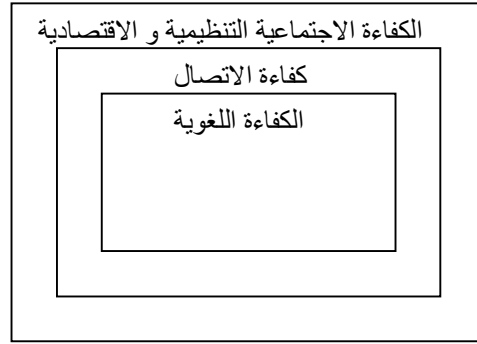 الكفاءة الاجتماعية التنظيمية و الاقتصادية
كفاءة الاتصال
الكفاءة اللغوية